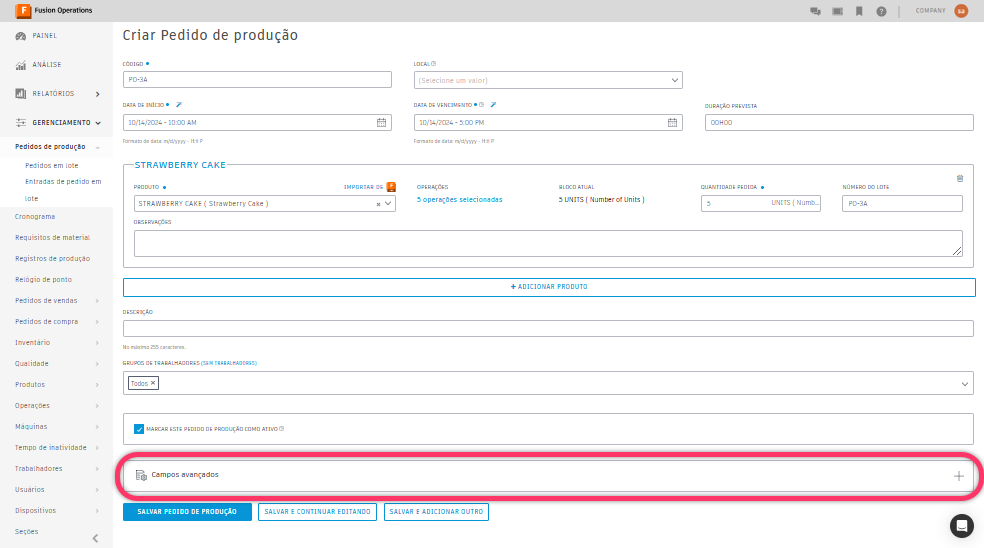 Fusion Operations
COMPANY
PAINEL
ANÁLISE
RELATÓRIOS
GERENCIAMENTO
Pedidos de produção
Pedidos em lote
Entradas de pedido em
lote
Cronograma
Requisitos de material
Registros de produção
Relógio de ponto
Pedidos de vendas
Pedidos de compra
Inventário
Qualidade
Produtos
Operações
Máquinas
Tempo de inatividade
Trabalhadores
Usuários
Dispositivos
Seções
Criar Pedido de produção
CÓDIGO
PO-3A
LOCAL
(Selecione um valor)
DATA DE INÍCIO
10/14/2024 - 10:00 AM
Formato de data: m/d/yyyy - H:H P
DATA DE VENCIMENTO
10/14/2024 - 5:00 PM
Formato de data: m/d/yyyy - H:H P
DURAÇÃO PREVISTA
00H00
STRAWBERRY CAKE
PRODUTO
IMPORTAR DE
STRAWBERRY CAKE ( Strawberry Cake )
OPERAÇÕES
5 operações selecionadas
BLOCO ATUAL
5 UNITS ( Number of Units )
QUANTIDADE PEDIDA
5 UNITS ( Numb...
NÚMERO DO LOTE
PO-3A
OBSERVAÇÕES
+ ADICIONAR PRODUTO
DESCRIÇÃO
No máximo 255 caracteres.
GRUPOS DE TRABALHADORES (SEM TRABALHADORES)
Todos ×
MARCAR ESTE PEDIDO DE PRODUÇÃO COMO ATIVO
Campos avançados
SALVAR PEDIDO DE PRODUÇÃO
SALVAR E CONTINUAR EDITANDO
SALVAR E ADICIONAR OUTRO